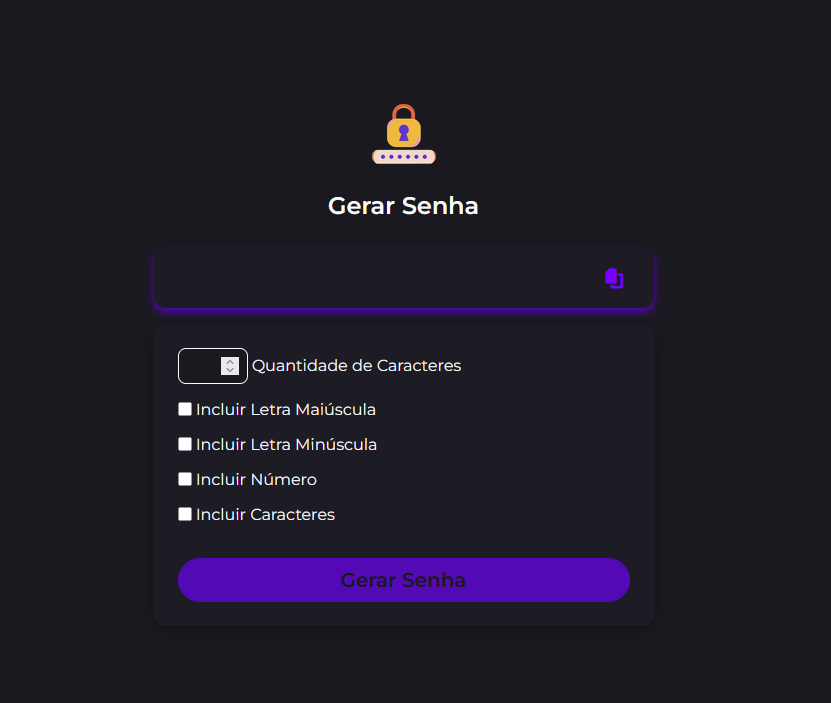 Gerar Senha
Quantidade de Caracteres
Incluir Letra Maiúscula
Incluir Letra Minúscula
Incluir Número
Incluir Caracteres
Gerar Senha